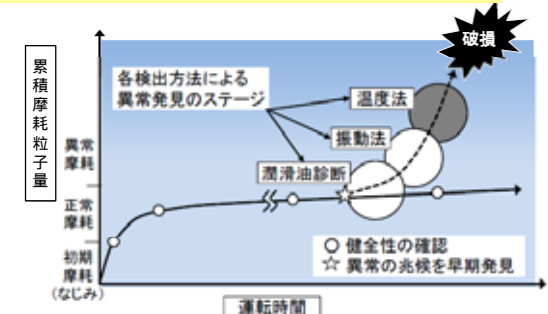 破損
累積摩耗粒子量
各検出方法による
異常発見のステージ
温度法
振動法
潤滑油診断
異常
摩耗
正常
摩耗
初期
摩耗
(なじみ)
○ 健全性の確認
☆ 異常の兆候を早期発見
運転時間